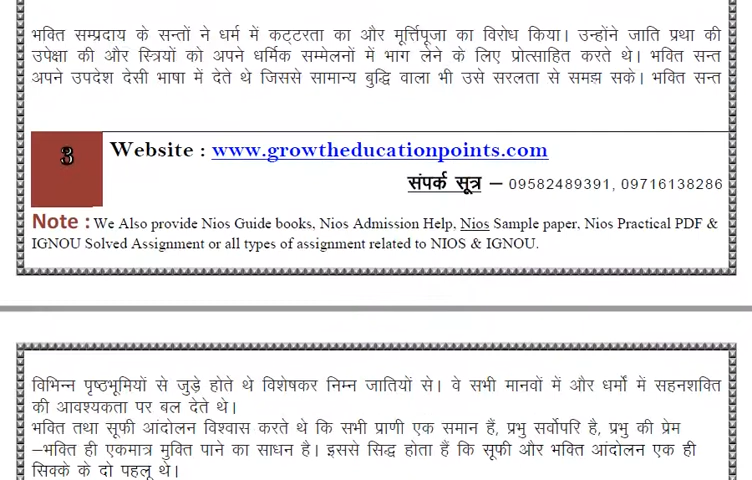 भक्ति सम्प्रदाय के सन्तों ने धर्म में कट्टरता का और मूर्त्तिपूजा का विरोध किया। उन्होंने जाति प्रथा की
उपेक्षा की और स्त्रियों को अपने धर्मिक सम्मेलनों में भाग लेने के लिए प्रोत्साहित करते थे। भक्ति सन्त
अपने उपदेश देसी भाषा में देते थे जिससे सामान्य बुद्धि वाला भी उसे सरलता से समझ सके। भक्ति सन्त
3
Website : www.growtheducationpoints.com
संपर्क सूत्र – 09582489391, 09716138286
Note : We Also provide Nios Guide books, Nios Admission Help, Nios Sample paper, Nios Practical PDF &
IGNOU Solved Assignment or all types of assignment related to NIOS & IGNOU.
विभिन्न पृष्ठभूमियों से जुड़े होते थे विशेषकर निम्न जातियों से। वे सभी मानवों में और धर्मों में सहनशक्ति
की आवश्यकता पर बल देते थे।
भक्ति तथा सूफी आंदोलन विश्वास करते थे कि सभी प्राणी एक समान हैं, प्रभु सर्वोपरि है, प्रभु की प्रेम
–भक्ति ही एकमात्र मुक्ति पाने का साधन है। इससे सिद्ध होता हैं कि सूफी और भक्ति आंदोलन एक ही
सिक्के के दो पहलू थे।